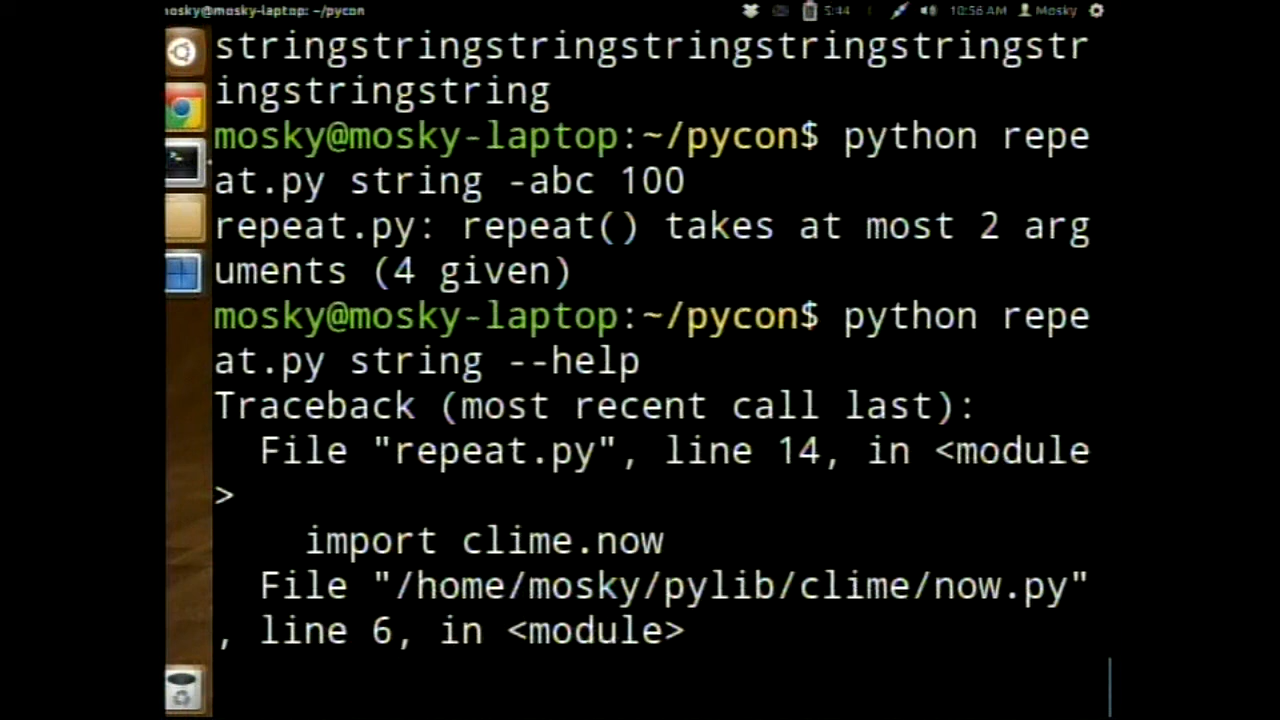 mosky@mosky-laptop: ~/pycon
5:44
10:56 AM
Mosky
stringstringstringstringstringstringstr
ingstringstring
mosky@mosky-laptop:~/pycon$ python repe
at.py string -abc 100
repeat.py: repeat() takes at most 2 arg
uments (4 given)
mosky@mosky-laptop:~/pycon$ python repe
at.py string --help
Traceback (most recent call last):
  File "repeat.py", line 14, in <module
>
    import clime.now
  File "/home/mosky/pylib/clime/now.py"
, line 6, in <module>